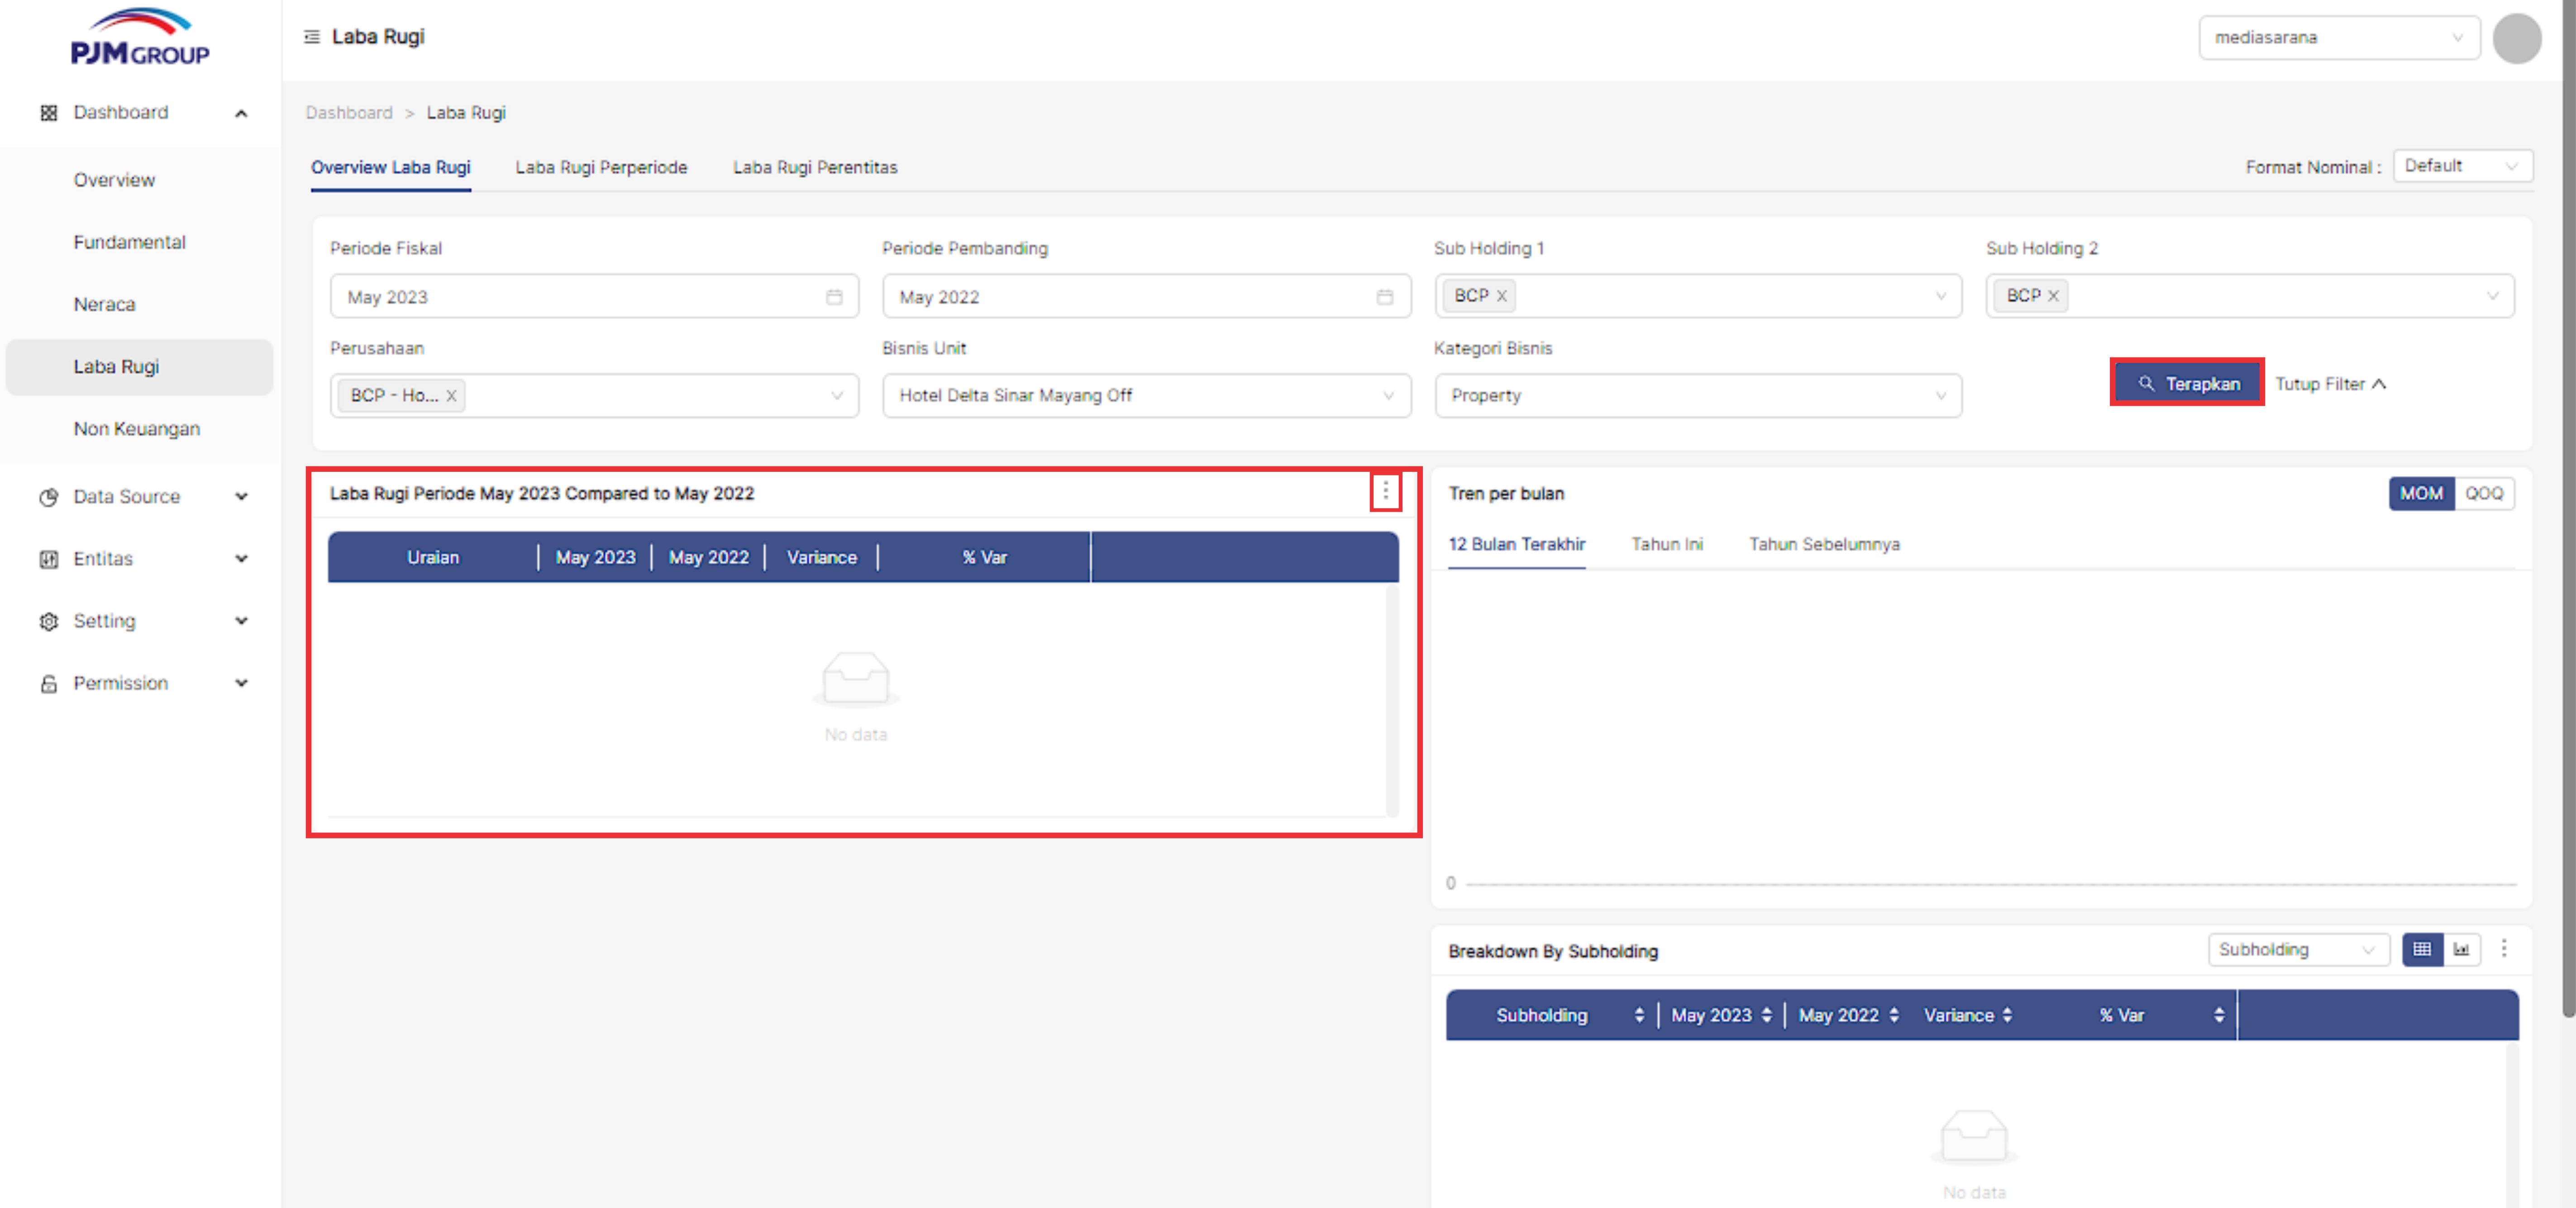 PJM GROUP
Laba Rugi
mediasarana
Dashboard
Overview
Fundamental
Neraca
Laba Rugi
Non Keuangan
Data Source
Entitas
Setting
Permission
Dashboard > Laba Rugi
Overview Laba Rugi Laba Rugi Perperiode Laba Rugi Perentitas
Format Nominal : Default
Periode Fiskal Periode Pembanding Sub Holding 1 Sub Holding 2
May 2023 May 2022 BCP X BCP X
Perusahaan Bisnis Unit Kategori Bisnis
BCP - Ho... X Hotel Delta Sinar Mayang Off Property
Terapkan Tutup Filter
Laba Rugi Periode May 2023 Compared to May 2022
Uraian May 2023 May 2022 Variance % Var
No data
Tren per bulan MOM QOQ
12 Bulan Terakhir Tahun Ini Tahun Sebelumnya
0
Breakdown By Subholding Subholding
Subholding May 2023 May 2022 Variance % Var
No data